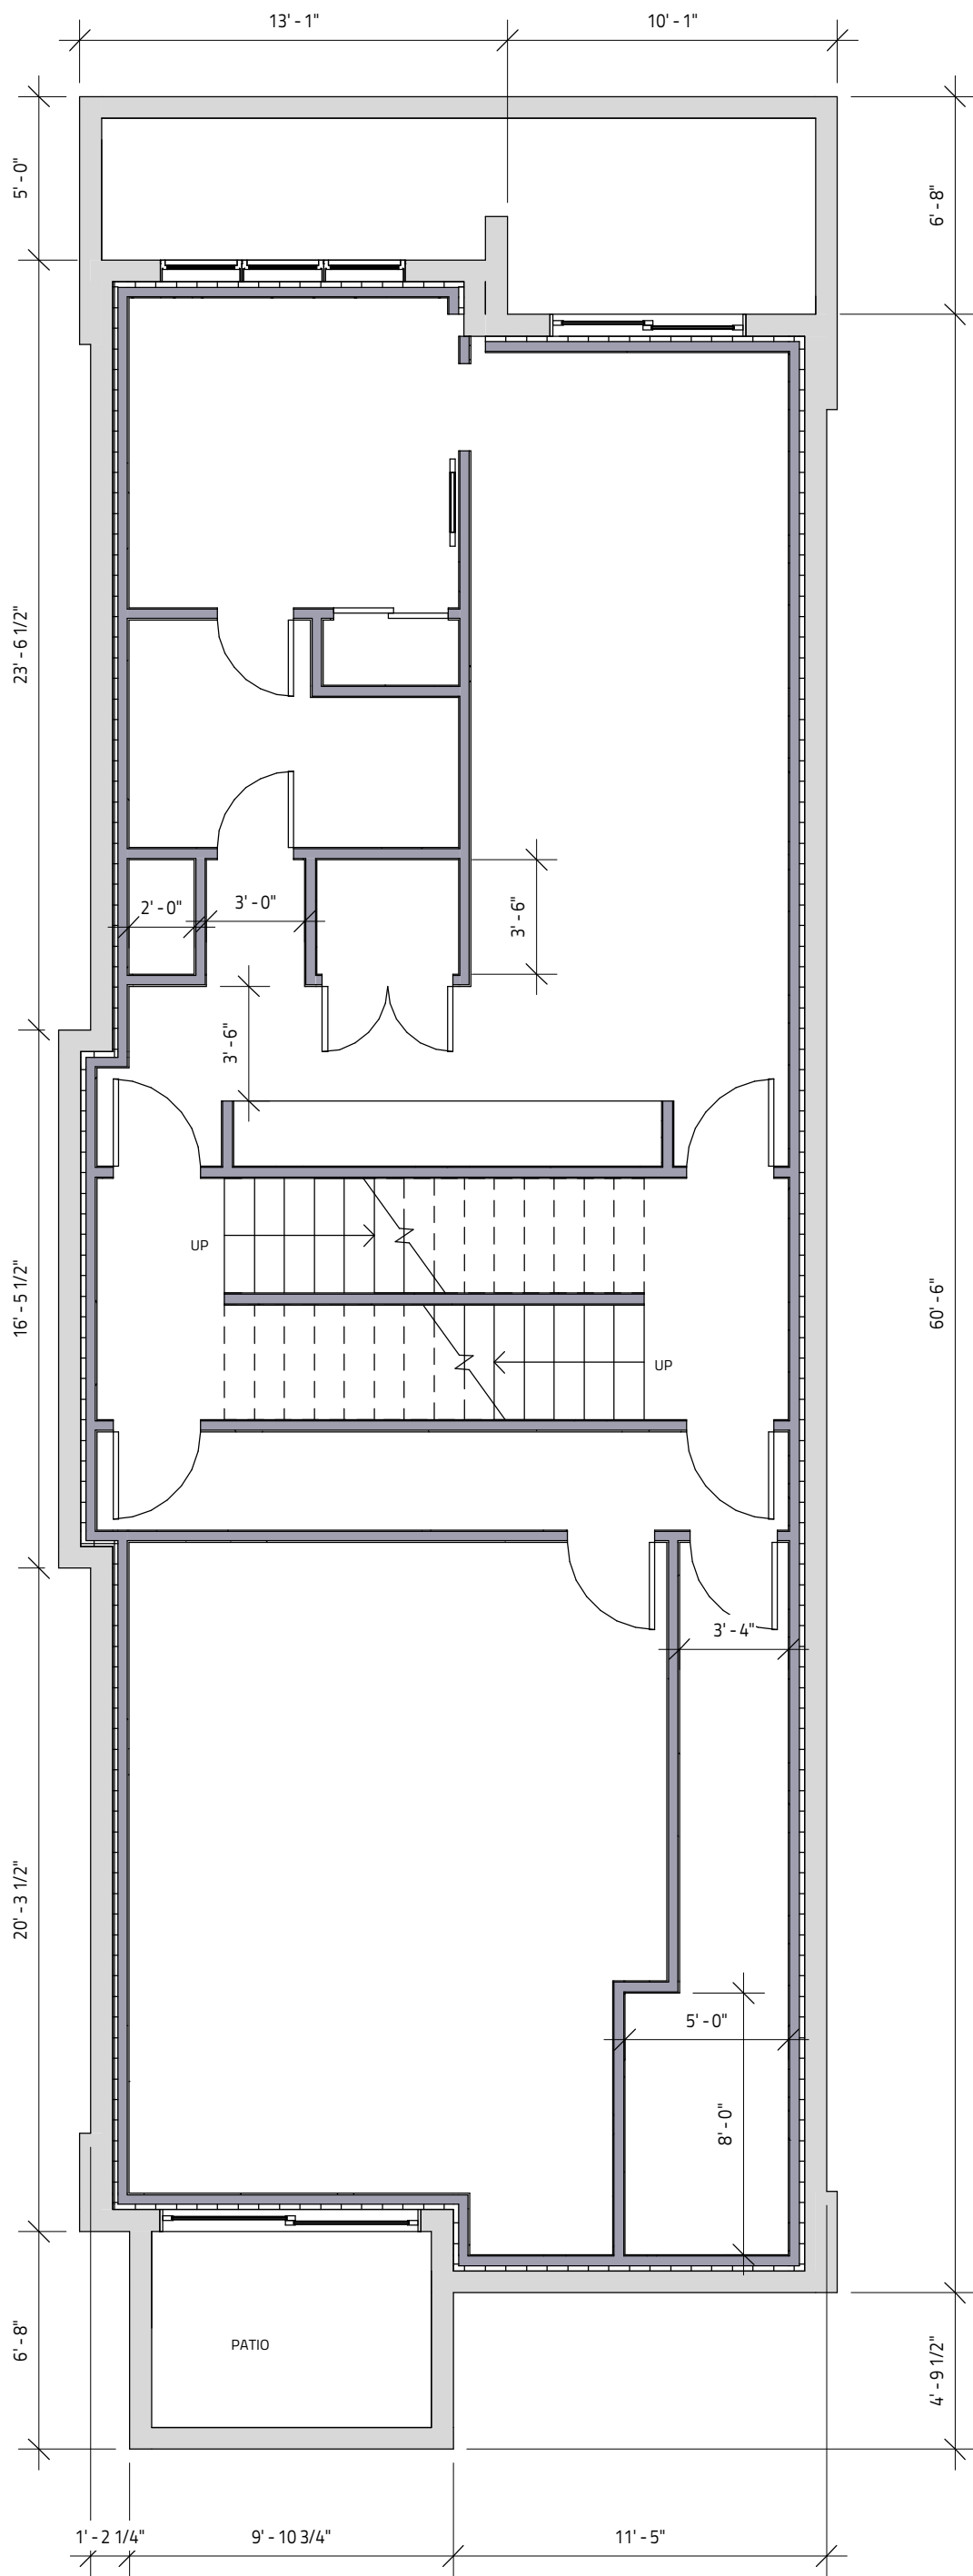 13' - 1"
10' - 1"
5' - 0"
6' - 8"
23' - 6 1/2"
2' - 0"
3' - 0"
3' - 6"
3' - 6"
UP
16' - 5 1/2"
60' - 6"
UP
3' - 4"
20' - 3 1/2"
5' - 0"
8' - 0"
6' - 8"
PATIO
4' - 9 1/2"
1' - 2 1/4"
9' - 10 3/4"
11' - 5"